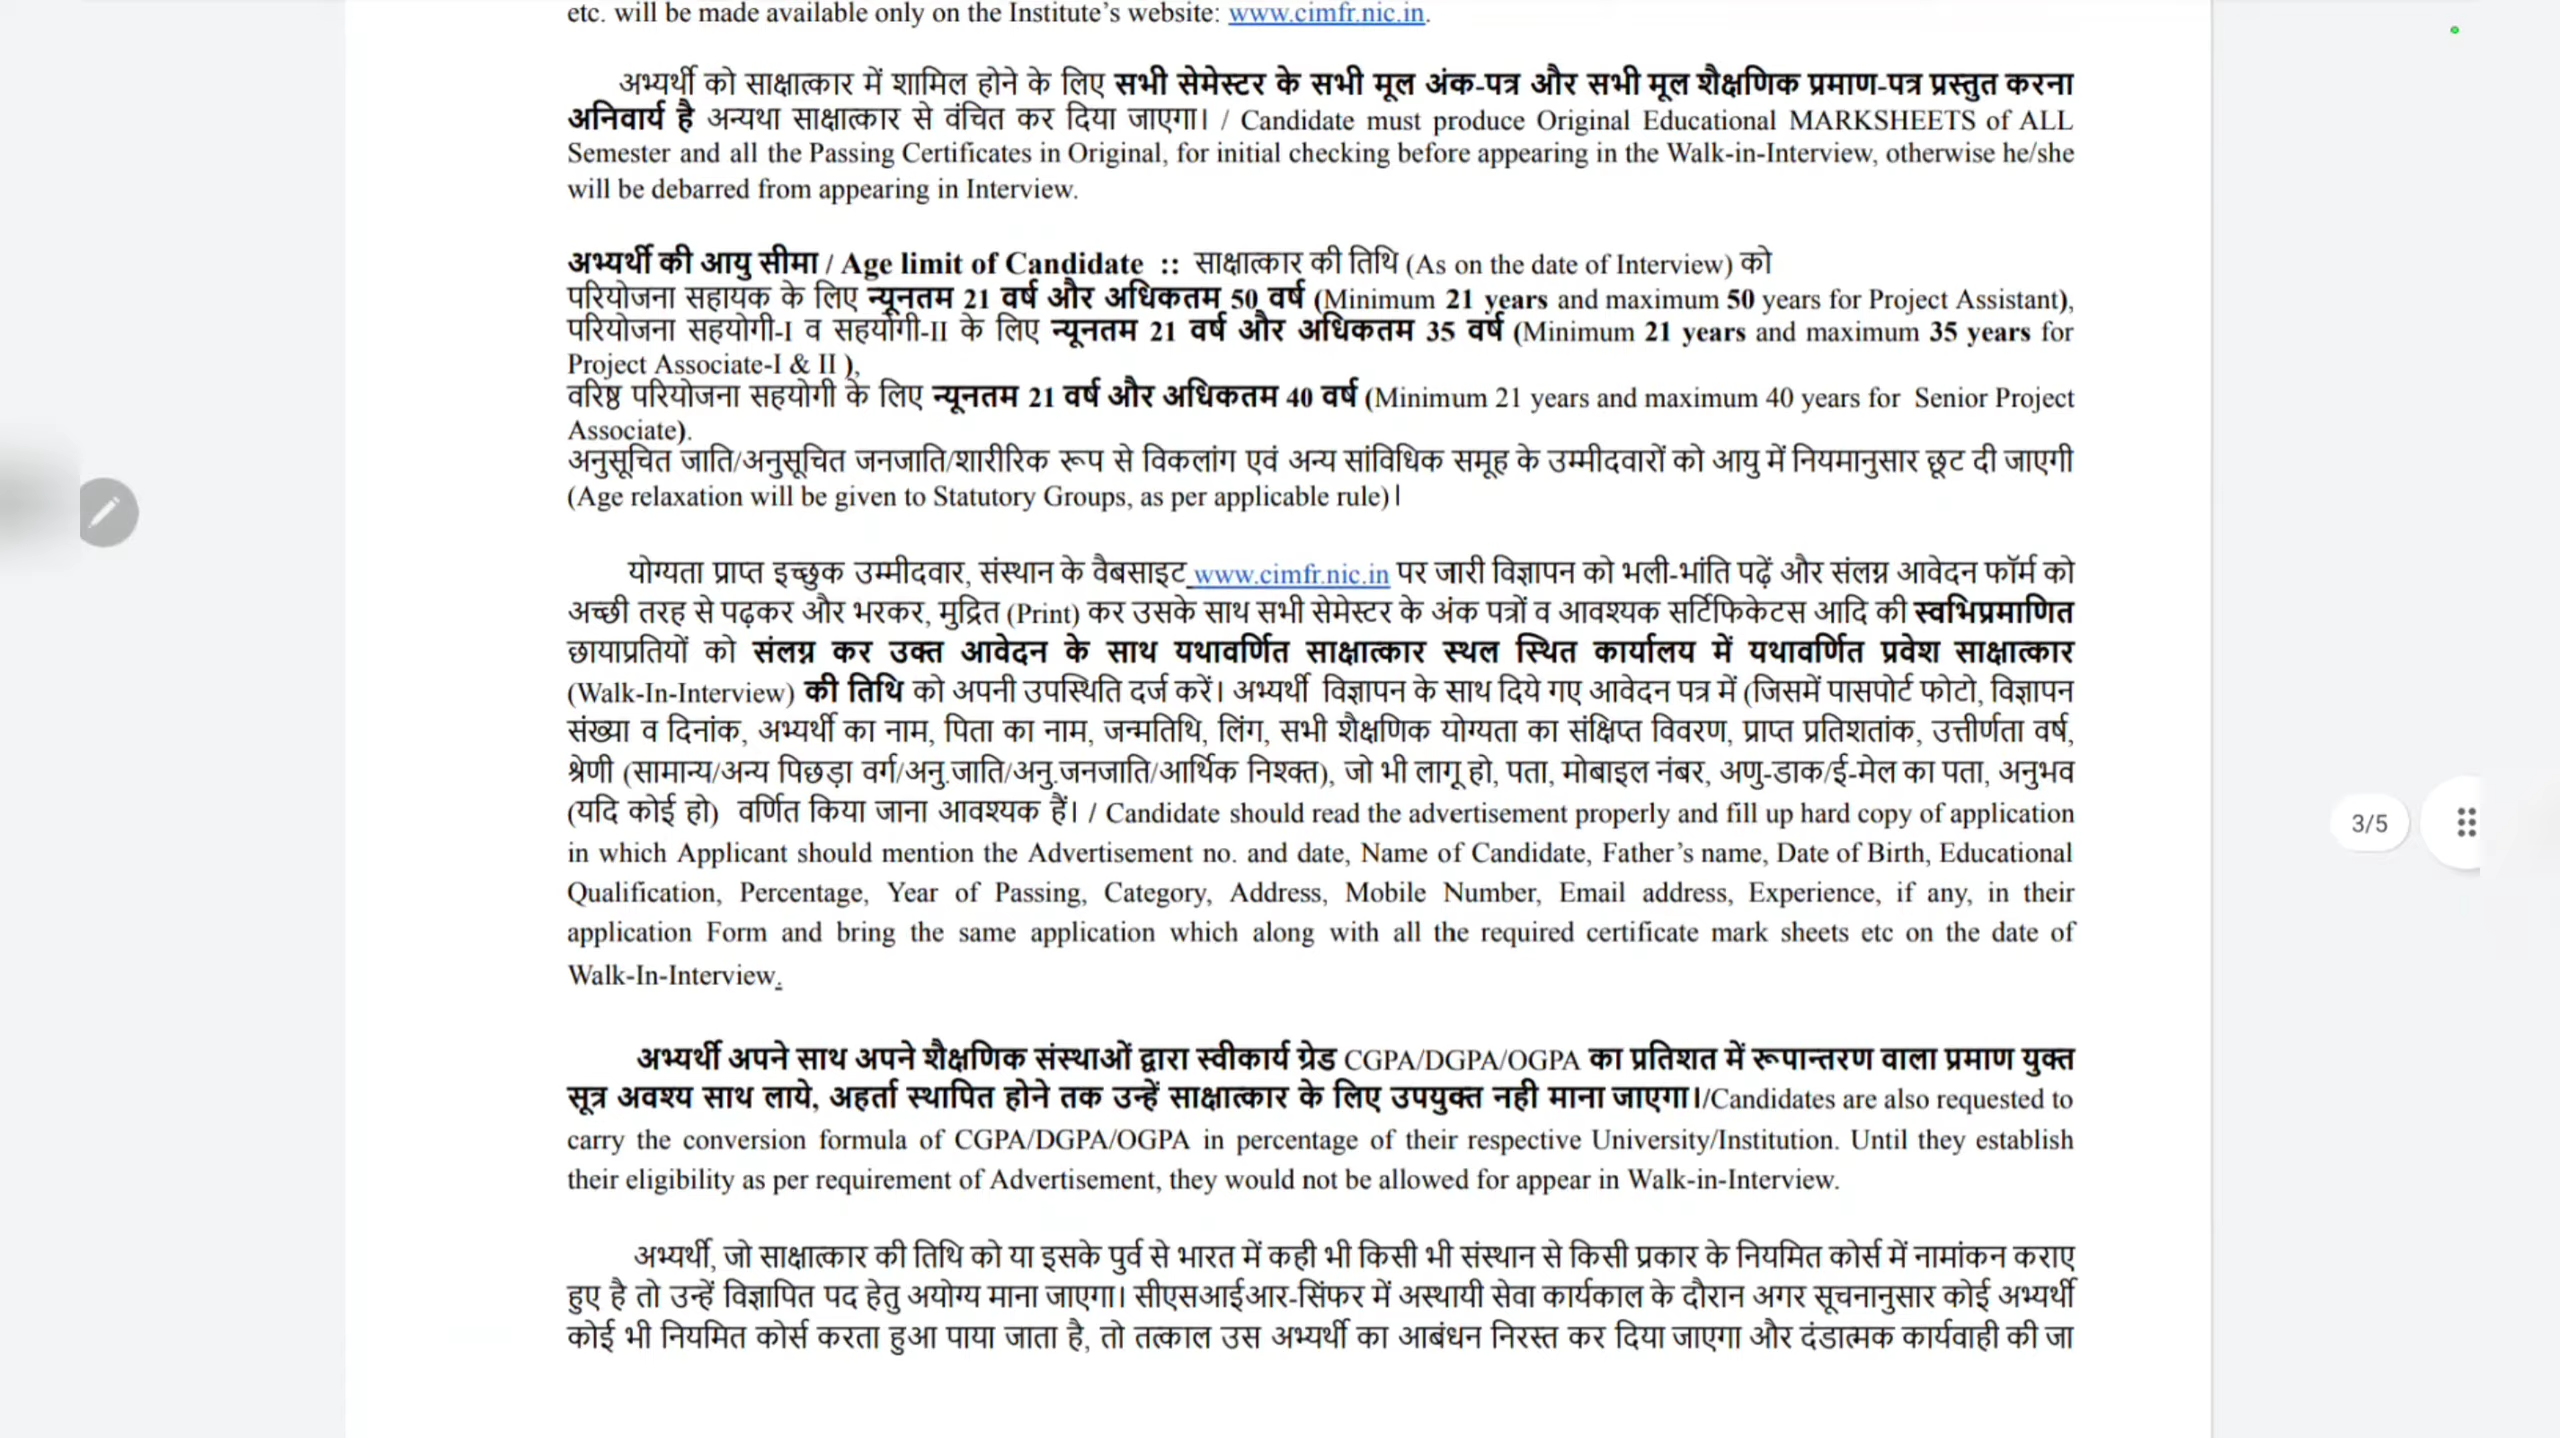 etc. will be made available only on the Institute’s website: www.cimfr.nic.in.
अभ्यर्थी को साक्षात्कार में शामिल होने के लिए सभी सेमेस्टर के सभी मूल अंक-पत्र और सभी मूल शैक्षणिक प्रमाण-पत्र प्रस्तुत करना
अनिवार्य है अन्यथा साक्षात्कार से वंचित कर दिया जाएगा। / Candidate must produce Original Educational MARKSHEETS of ALL
Semester and all the Passing Certificates in Original, for initial checking before appearing in the Walk-in-Interview, otherwise he/she
will be debarred from appearing in Interview.
अभ्यर्थी की आयु सीमा / Age limit of Candidate :: साक्षात्कार की तिथि (As on the date of Interview) को
परियोजना सहायक के लिए न्यूनतम 21 वर्ष और अधिकतम 50 वर्ष (Minimum 21 years and maximum 50 years for Project Assistant),
परियोजना सहयोगी-I व सहयोगी-II के लिए न्यूनतम 21 वर्ष और अधिकतम 35 वर्ष (Minimum 21 years and maximum 35 years for
Project Associate-I & II ),
वरिष्ठ परियोजना सहयोगी के लिए न्यूनतम 21 वर्ष और अधिकतम 40 वर्ष (Minimum 21 years and maximum 40 years for Senior Project
Associate).
अनुसूचित जाति/अनुसूचित जनजाति/शारीरिक रूप से विकलांग एवं अन्य सांविधिक समूह के उम्मीदवारों को आयु में नियमानुसार छूट दी जाएगी
(Age relaxation will be given to Statutory Groups, as per applicable rule)।
योग्यता प्राप्त इच्छुक उम्मीदवार, संस्थान के वैबसाइट www.cimfr.nic.in पर जारी विज्ञापन को भली-भांति पढ़ें और संलग्न आवेदन फॉर्म को
अच्छी तरह से पढ़कर और भरकर, मुद्रित (Print) कर उसके साथ सभी सेमेस्टर के अंक पत्रों व आवश्यक सर्टिफिकेटस आदि की स्वभिप्रमाणित
छायाप्रतियों को संलग्न कर उक्त आवेदन के साथ यथावर्णित साक्षात्कार स्थल स्थित कार्यालय में यथावर्णित प्रवेश साक्षात्कार
(Walk-In-Interview) की तिथि को अपनी उपस्थिति दर्ज करें। अभ्यर्थी विज्ञापन के साथ दिये गए आवेदन पत्र में (जिसमें पासपोर्ट फोटो, विज्ञापन
संख्या व दिनांक, अभ्यर्थी का नाम, पिता का नाम, जन्मतिथि, लिंग, सभी शैक्षणिक योग्यता का संक्षिप्त विवरण, प्राप्त प्रतिशतांक, उत्तीर्णता वर्ष,
श्रेणी (सामान्य/अन्य पिछड़ा वर्ग/अनु.जाति/अनु.जनजाति/आर्थिक निश्क्त), जो भी लागू हो, पता, मोबाइल नंबर, अणु-डाक/ई-मेल का पता, अनुभव
(यदि कोई हो) वर्णित किया जाना आवश्यक हैं। / Candidate should read the advertisement properly and fill up hard copy of application
in which Applicant should mention the Advertisement no. and date, Name of Candidate, Father’s name, Date of Birth, Educational
Qualification, Percentage, Year of Passing, Category, Address, Mobile Number, Email address, Experience, if any, in their
application Form and bring the same application which along with all the required certificate mark sheets etc on the date of
Walk-In-Interview.
अभ्यर्थी अपने साथ अपने शैक्षणिक संस्थाओं द्वारा स्वीकार्य ग्रेड CGPA/DGPA/OGPA का प्रतिशत में रूपान्तरण वाला प्रमाण युक्त
सूत्र अवश्य साथ लाये, अहर्ता स्थापित होने तक उन्हें साक्षात्कार के लिए उपयुक्त नही माना जाएगा।/Candidates are also requested to
carry the conversion formula of CGPA/DGPA/OGPA in percentage of their respective University/Institution. Until they establish
their eligibility as per requirement of Advertisement, they would not be allowed for appear in Walk-in-Interview.
अभ्यर्थी, जो साक्षात्कार की तिथि को या इसके पुर्व से भारत में कही भी किसी भी संस्थान से किसी प्रकार के नियमित कोर्स में नामांकन कराए
हुए है तो उन्हें विज्ञापित पद हेतु अयोग्य माना जाएगा। सीएसआईआर-सिंफर में अस्थायी सेवा कार्यकाल के दौरान अगर सूचनानुसार कोई अभ्यर्थी
कोई भी नियमित कोर्स करता हुआ पाया जाता है, तो तत्काल उस अभ्यर्थी का आबंधन निरस्त कर दिया जाएगा और दंडात्मक कार्यवाही की जा
3/5